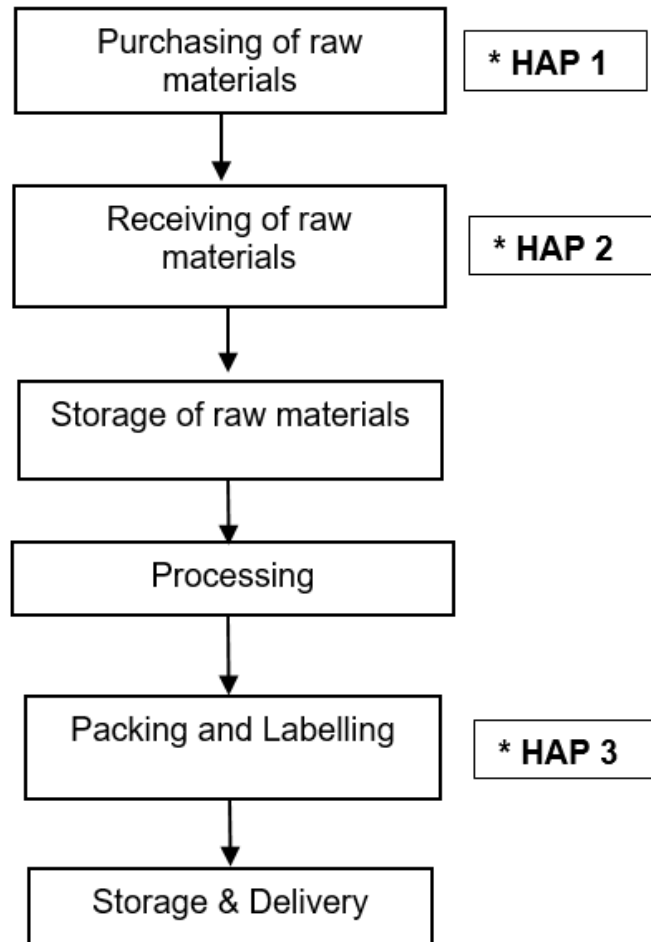 Purchasing of raw
materials
* HAP 1
Receiving of raw
materials
* HAP 2
Storage of raw materials
Processing
Packing and Labelling
* HAP 3
Storage & Delivery